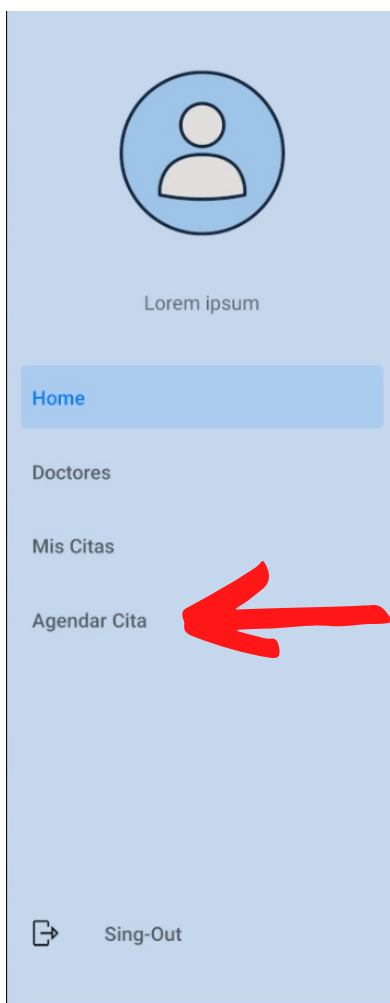 Lorem ipsum
Home
Doctores
Mis Citas
Agendar Cita
Sing-Out